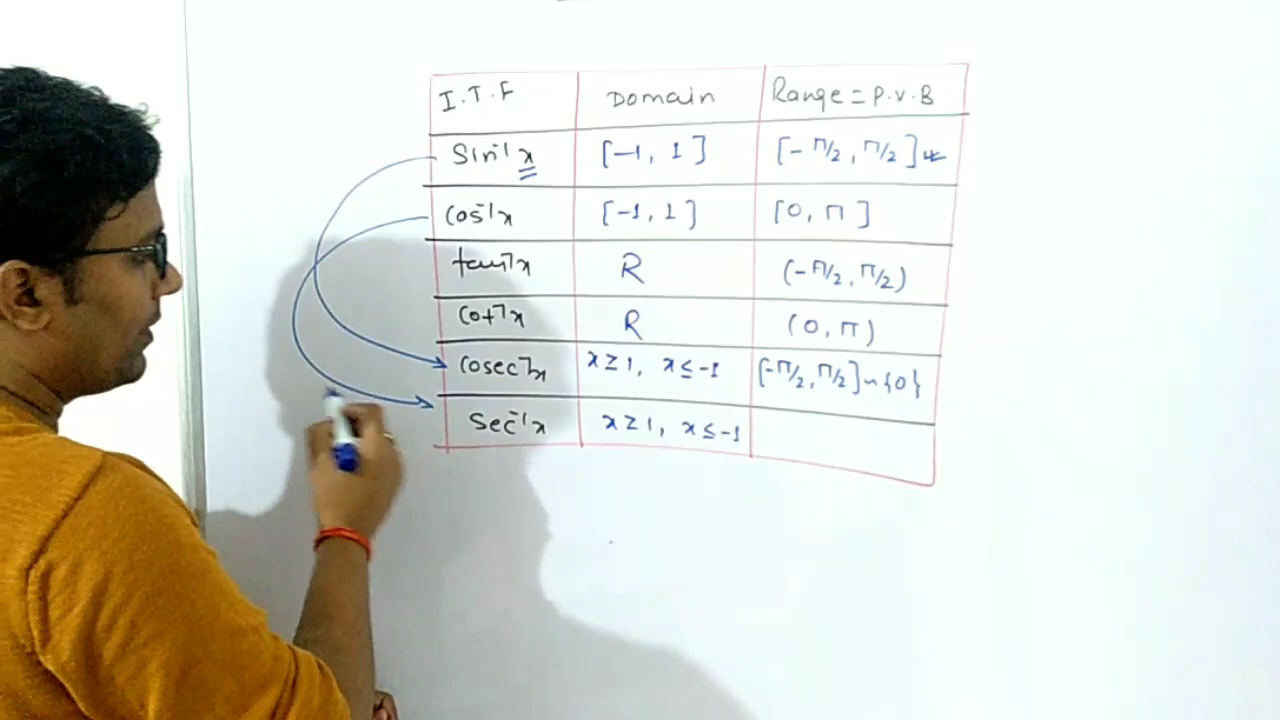 I.T.F Domain Range = P.V.B
Sin⁻¹x [-1, 1] [-π/2, π/2]
Cos⁻¹x [-1, 1] [0, π]
tan⁻¹x R (-π/2, π/2)
Cot⁻¹x R (0, π)
Cosec⁻¹x x≥1, x≤-1 [-π/2, π/2] ~ {0}
Sec⁻¹x x≥1, x≤-1